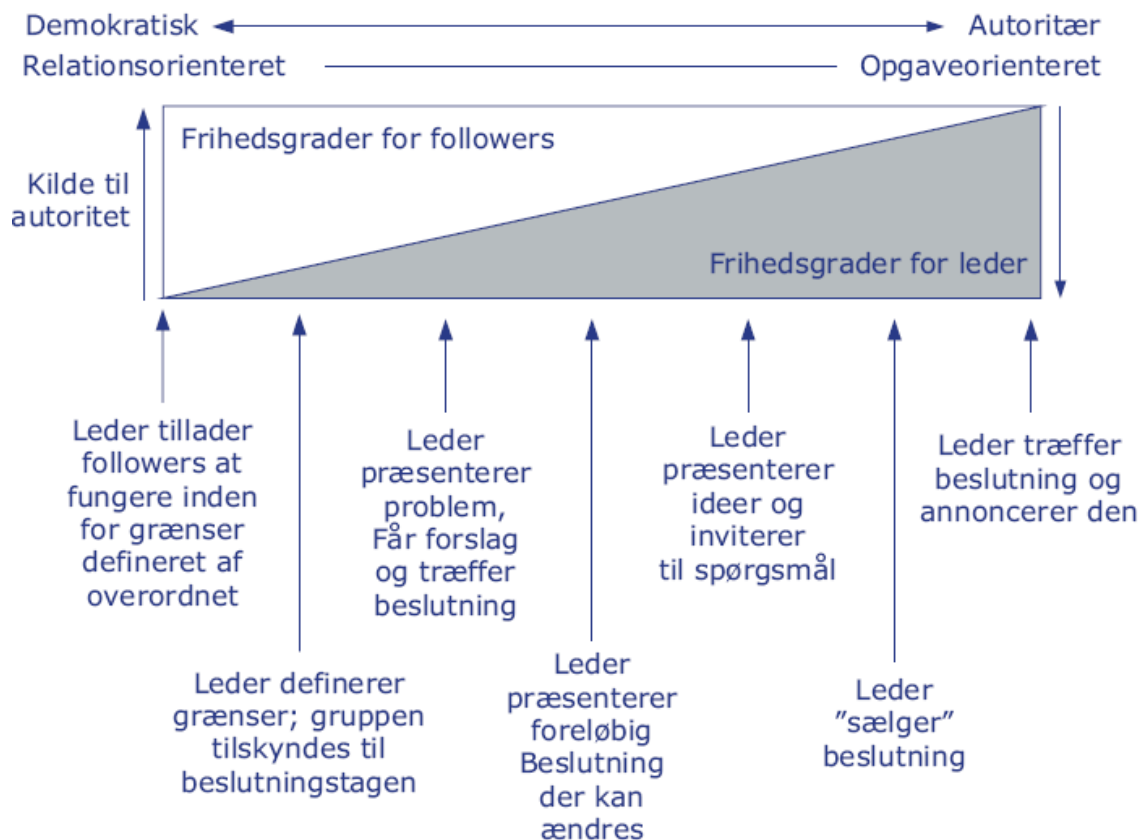 Demokratisk
Autoritær
Relationsorienteret
Opgaveorienteret
Frihedsgrader for followers
Kilde til
autoritet
Frihedsgrader for leder
Leder tillader
followers at
fungere inden
for grænser
defineret af
overordnet
Leder
præsenterer
problem,
Får forslag
og træffer
beslutning
Leder
præsenterer
ideer og
inviterer
til spørgsmål
Leder træffer
beslutning og
annoncerer den
Leder definerer
grænser; gruppen
tilskyndes til
beslutningstagen
Leder
præsenterer
foreløbig
Beslutning
der kan
ændres
Leder
”sælger”
beslutning